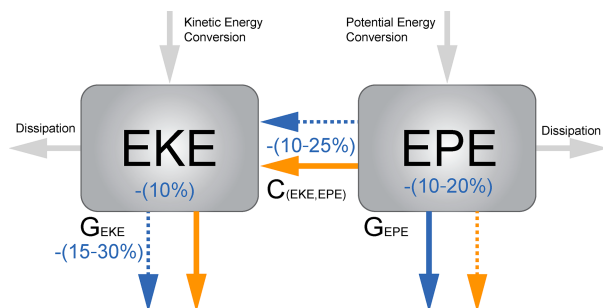 Kinetic Energy
Conversion
Potential Energy
Conversion
Dissipation
EKE
-(10%)
-(10-25%)
C(EKE,EPE)
EPE
-(10-20%)
Dissipation
GEKE
-(15-30%)
GEPE